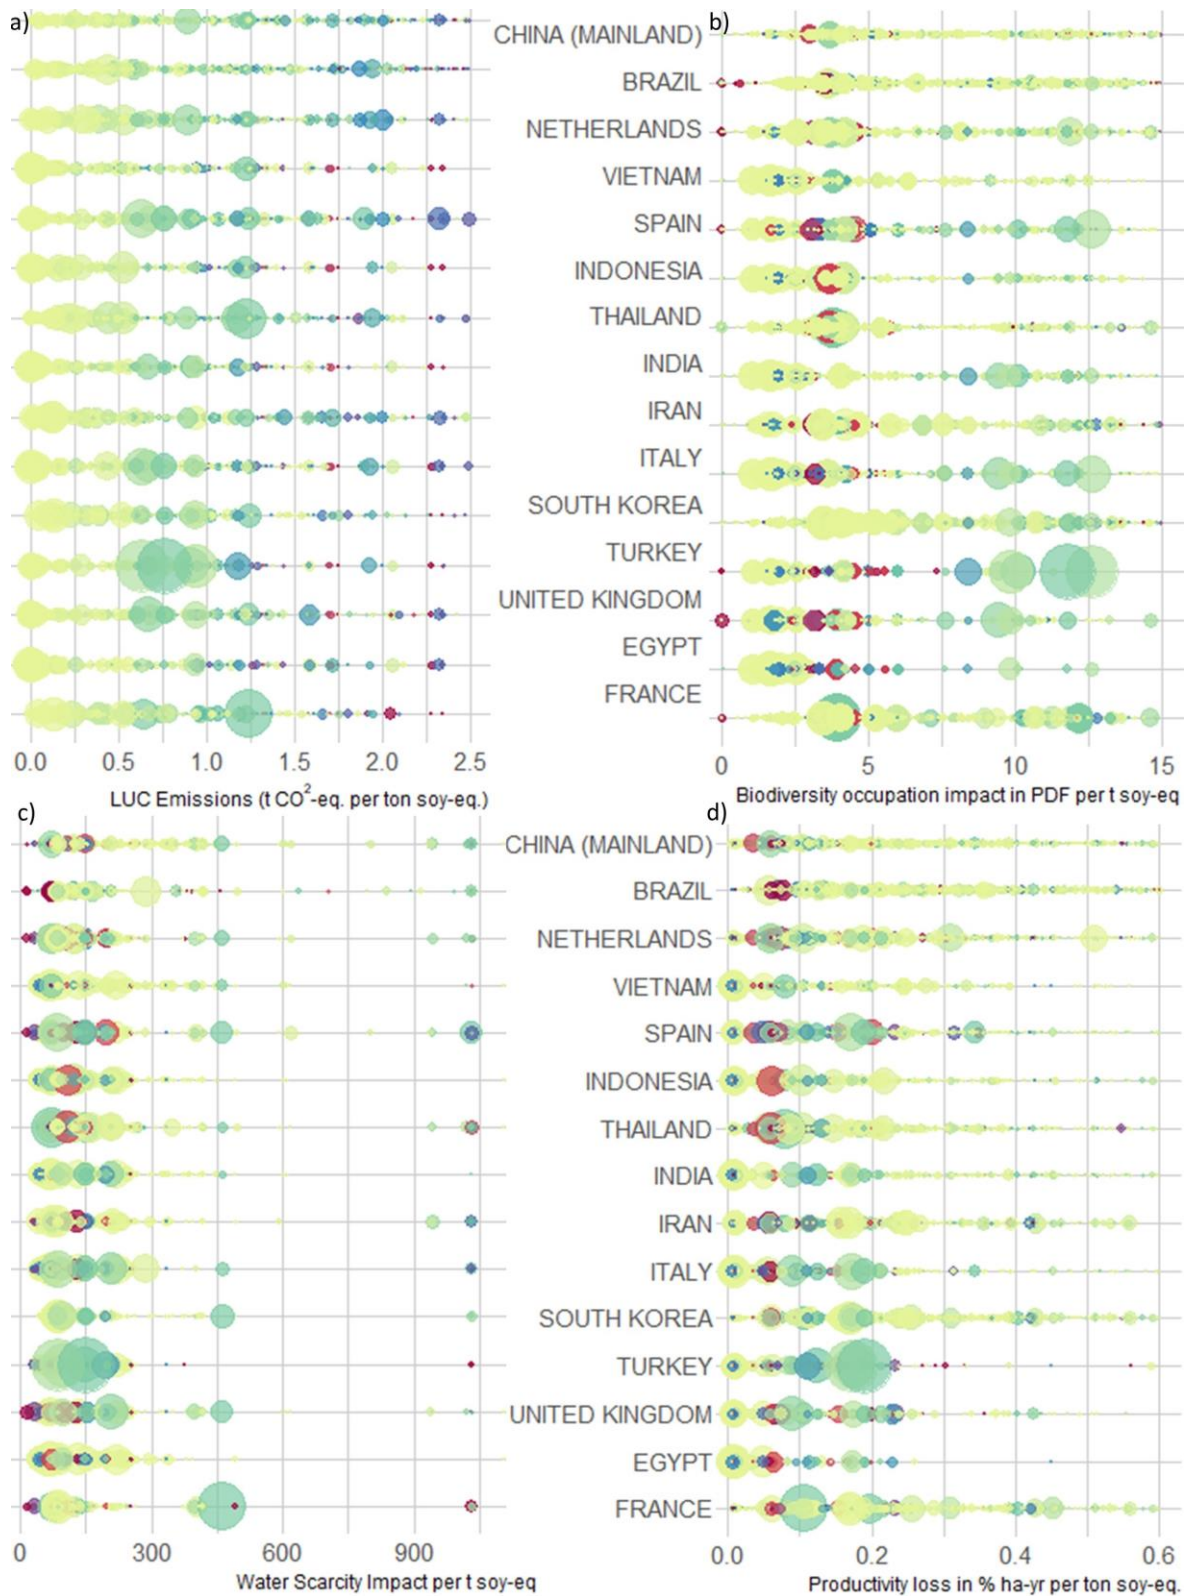 a)
b)
CHINA (MAINLAND)
BRAZIL
NETHERLANDS
VIETNAM
SPAIN
INDONESIA
THAILAND
INDIA
IRAN
ITALY
SOUTH KOREA
TURKEY
UNITED KINGDOM
EGYPT
FRANCE
0.0 0.5 1.0 1.5 2.0 2.5
0 5 10 15
LUC Emissions (t CO²-eq. per ton soy-eq.)
Biodiversity occupation impact in PDF per t soy-eq
c)
d)
CHINA (MAINLAND)
BRAZIL
NETHERLANDS
VIETNAM
SPAIN
INDONESIA
THAILAND
INDIA
IRAN
ITALY
SOUTH KOREA
TURKEY
UNITED KINGDOM
EGYPT
FRANCE
0 300 600 900
0.0 0.2 0.4 0.6
Water Scarcity Impact per t soy-eq
Productivity loss in % ha-yr per ton soy-eq.